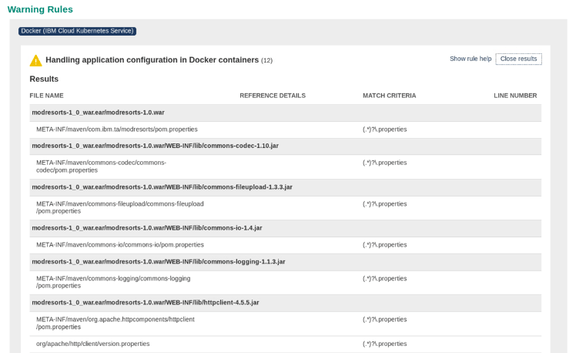 Warning Rules
Docker (IBM Cloud Kubernetes Service)
Handling application configuration in Docker containers (12)
Show rule help
Close results
Results
FILE NAME REFERENCE DETAILS MATCH CRITERIA LINE NUMBER
modresorts-1_0_war.ear/modresorts-1.0.war
META-INF/maven/com.ibm.ta/modresorts/pom.properties (.*)?\.properties
modresorts-1_0_war.ear/modresorts-1.0.war/WEB-INF/lib/commons-codec-1.10.jar
META-INF/maven/commons-codec/commons- (.*)?\.properties
codec/pom.properties
modresorts-1_0_war.ear/modresorts-1.0.war/WEB-INF/lib/commons-fileupload-1.3.3.jar
META-INF/maven/commons-fileupload/commons-fileupload (.*)?\.properties
/pom.properties
modresorts-1_0_war.ear/modresorts-1.0.war/WEB-INF/lib/commons-io-1.4.jar
META-INF/maven/commons-io/commons-io/pom.properties (.*)?\.properties
modresorts-1_0_war.ear/modresorts-1.0.war/WEB-INF/lib/commons-logging-1.1.3.jar
META-INF/maven/commons-logging/commons-logging (.*)?\.properties
/pom.properties
modresorts-1_0_war.ear/modresorts-1.0.war/WEB-INF/lib/httpclient-4.5.5.jar
META-INF/maven/org.apache.httpcomponents/httpclient (.*)?\.properties
/pom.properties
org/apache/http/client/version.properties (.*)?\.properties